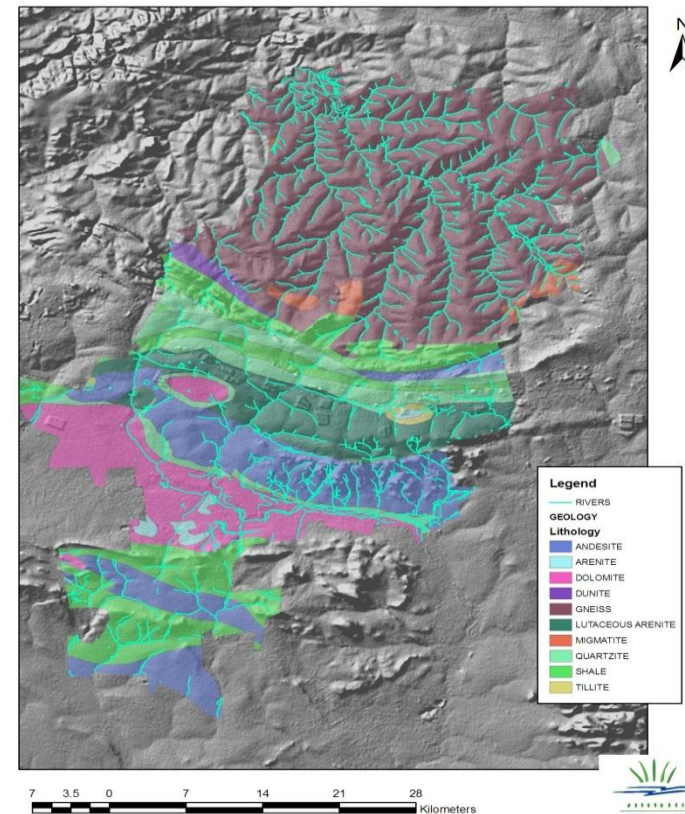 N
Legend
RIVERS
GEOLOGY
Lithology
ANDESITE
ARENITE
DOLOMITE
DUNITE
GNEISS
LUTACEOUS ARENITE
MIGMATITE
QUARTZITE
SHALE
TILLITE
7 3.5 0 7 14 21 28
Kilometers